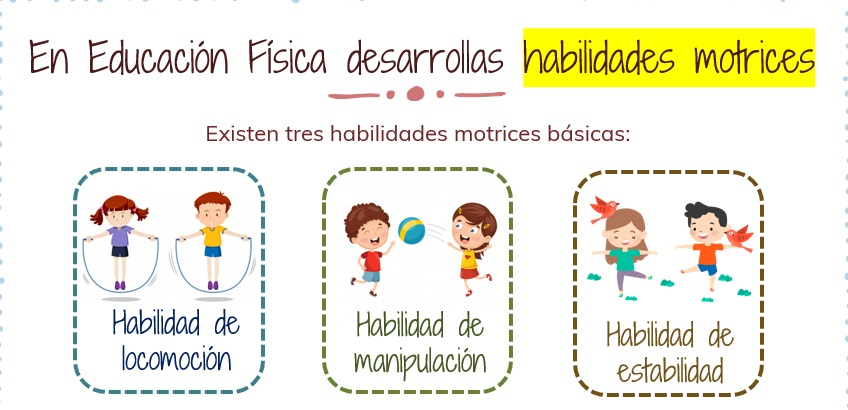 En Educación Física desarrollas habilidades motrices
Existen tres habilidades motrices básicas:
Habilidad de
locomoción
Habilidad de
manipulación
Habilidad de
estabilidad